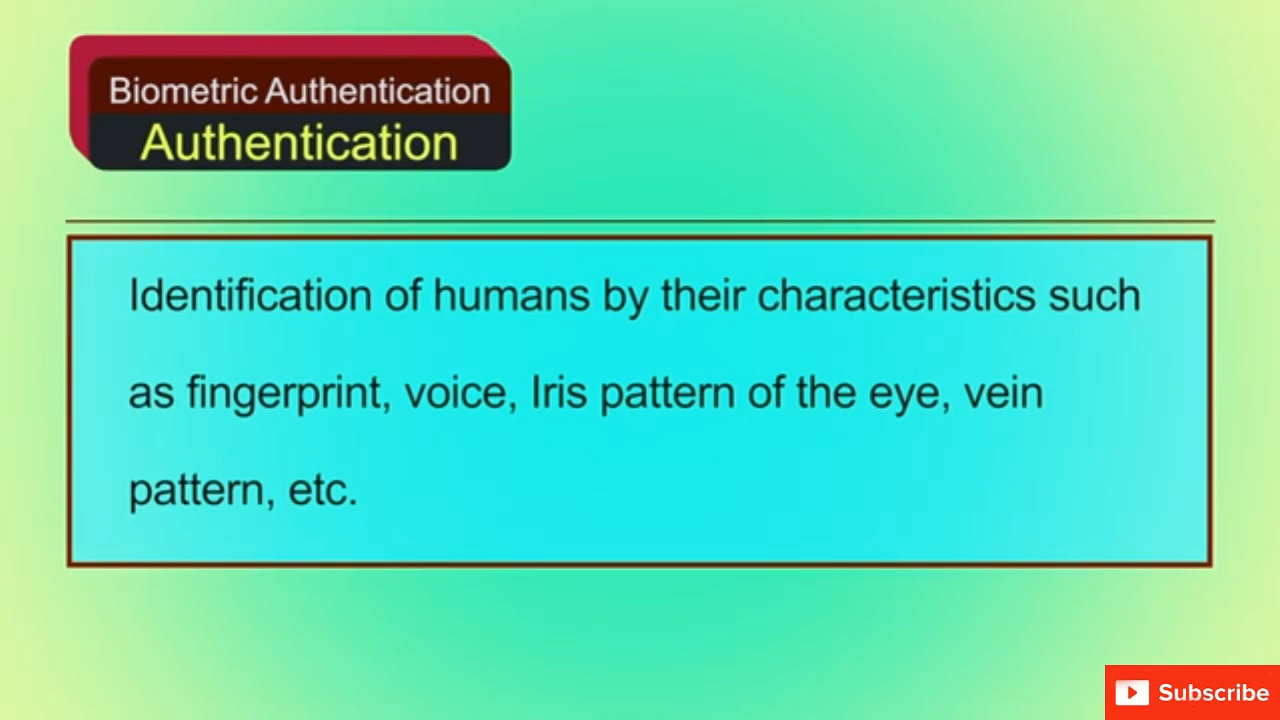 Biometric Authentication
Authentication
Identification of humans by their characteristics such
as fingerprint, voice, Iris pattern of the eye, vein
pattern, etc.
Subscribe